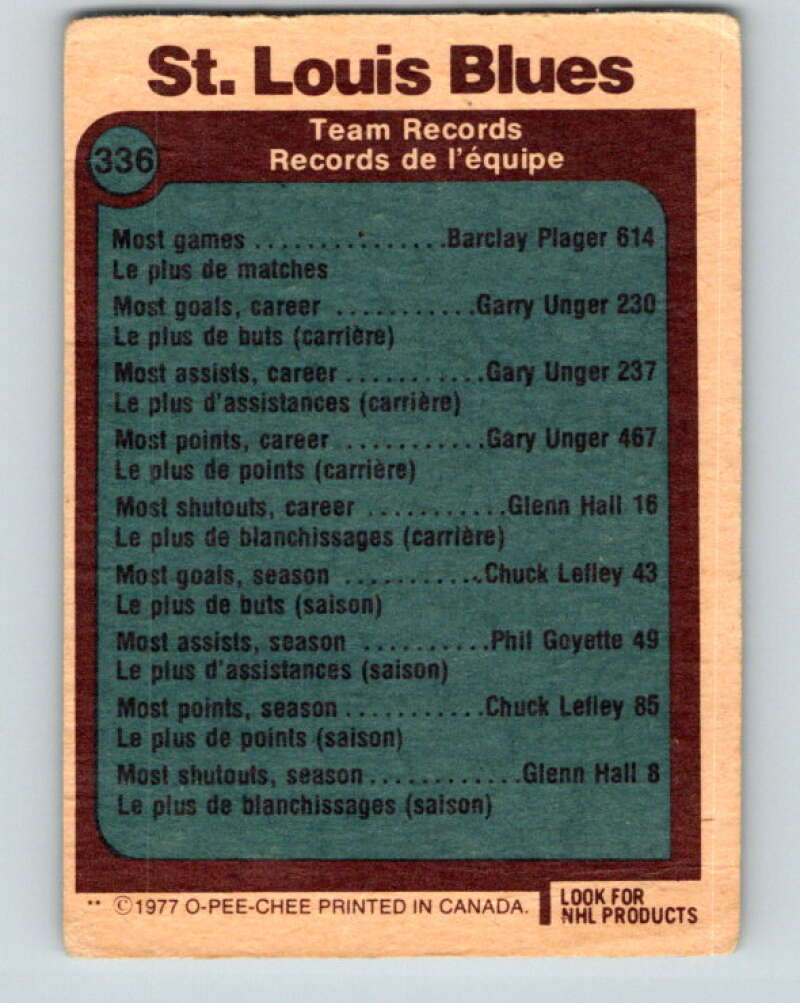 St. Louis Blues
336
Team Records
Records de l'équipe
Most games ............... Barclay Plager 614
Le plus de matches
Most goals, career ........... Garry Unger 230
Le plus de buts (carrière)
Most assists, career ........... Gary Unger 237
Le plus d'assistances (carrière)
Most points, career ........... Gary Unger 467
Le plus de points (carrière)
Most shutouts, career ........... Glenn Hall 16
Le plus de blanchissages (carrière)
Most goals, season ........... Chuck Lefley 43
Le plus de buts (saison)
Most assists, season .......... Phil Goyette 49
Le plus d'assistances (saison)
Most points, season ........... Chuck Lefley 85
Le plus de points (saison)
Most shutouts, season ............ Glenn Hall 8
Le plus de blanchissages (saison)
** ©1977 O-PEE-CHEE PRINTED IN CANADA.
LOOK FOR
NHL PRODUCTS